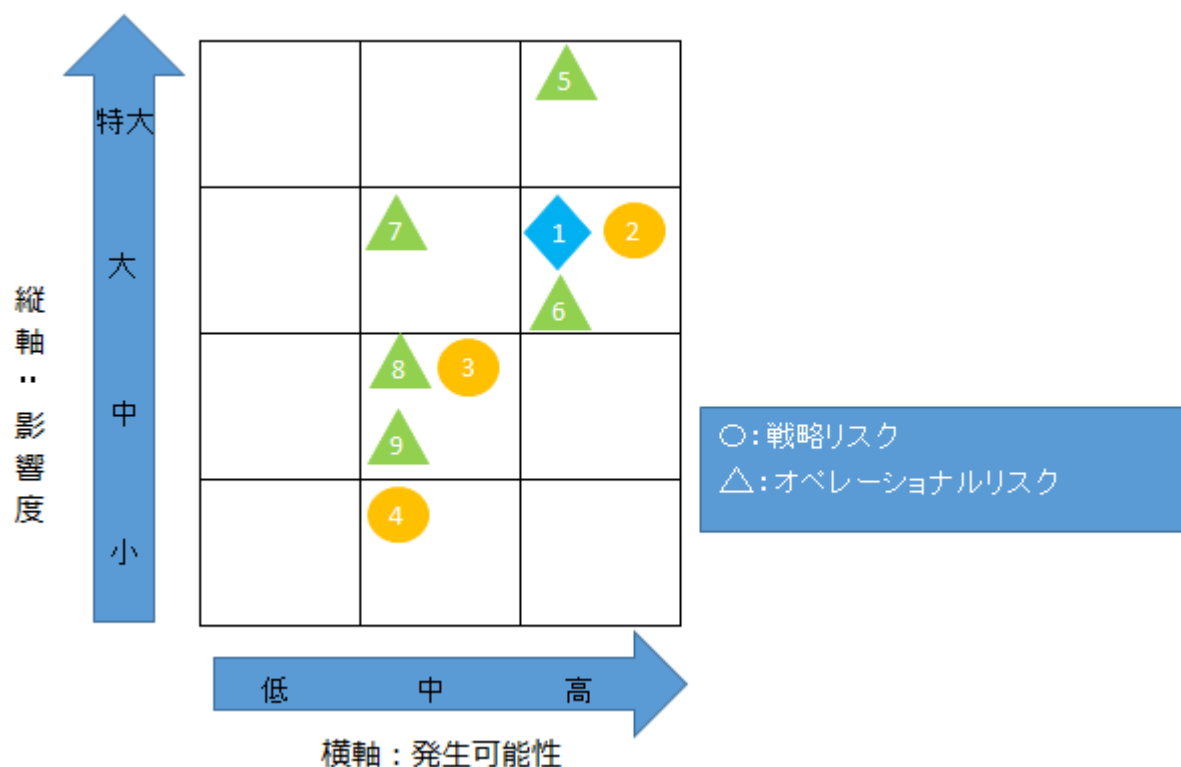 特大
大
中
小
縦軸：影響度
5
7
1
2
6
8
3
9
4
○：戦略リスク
△：オペレーショナルリスク
低 中 高
横軸：発生可能性